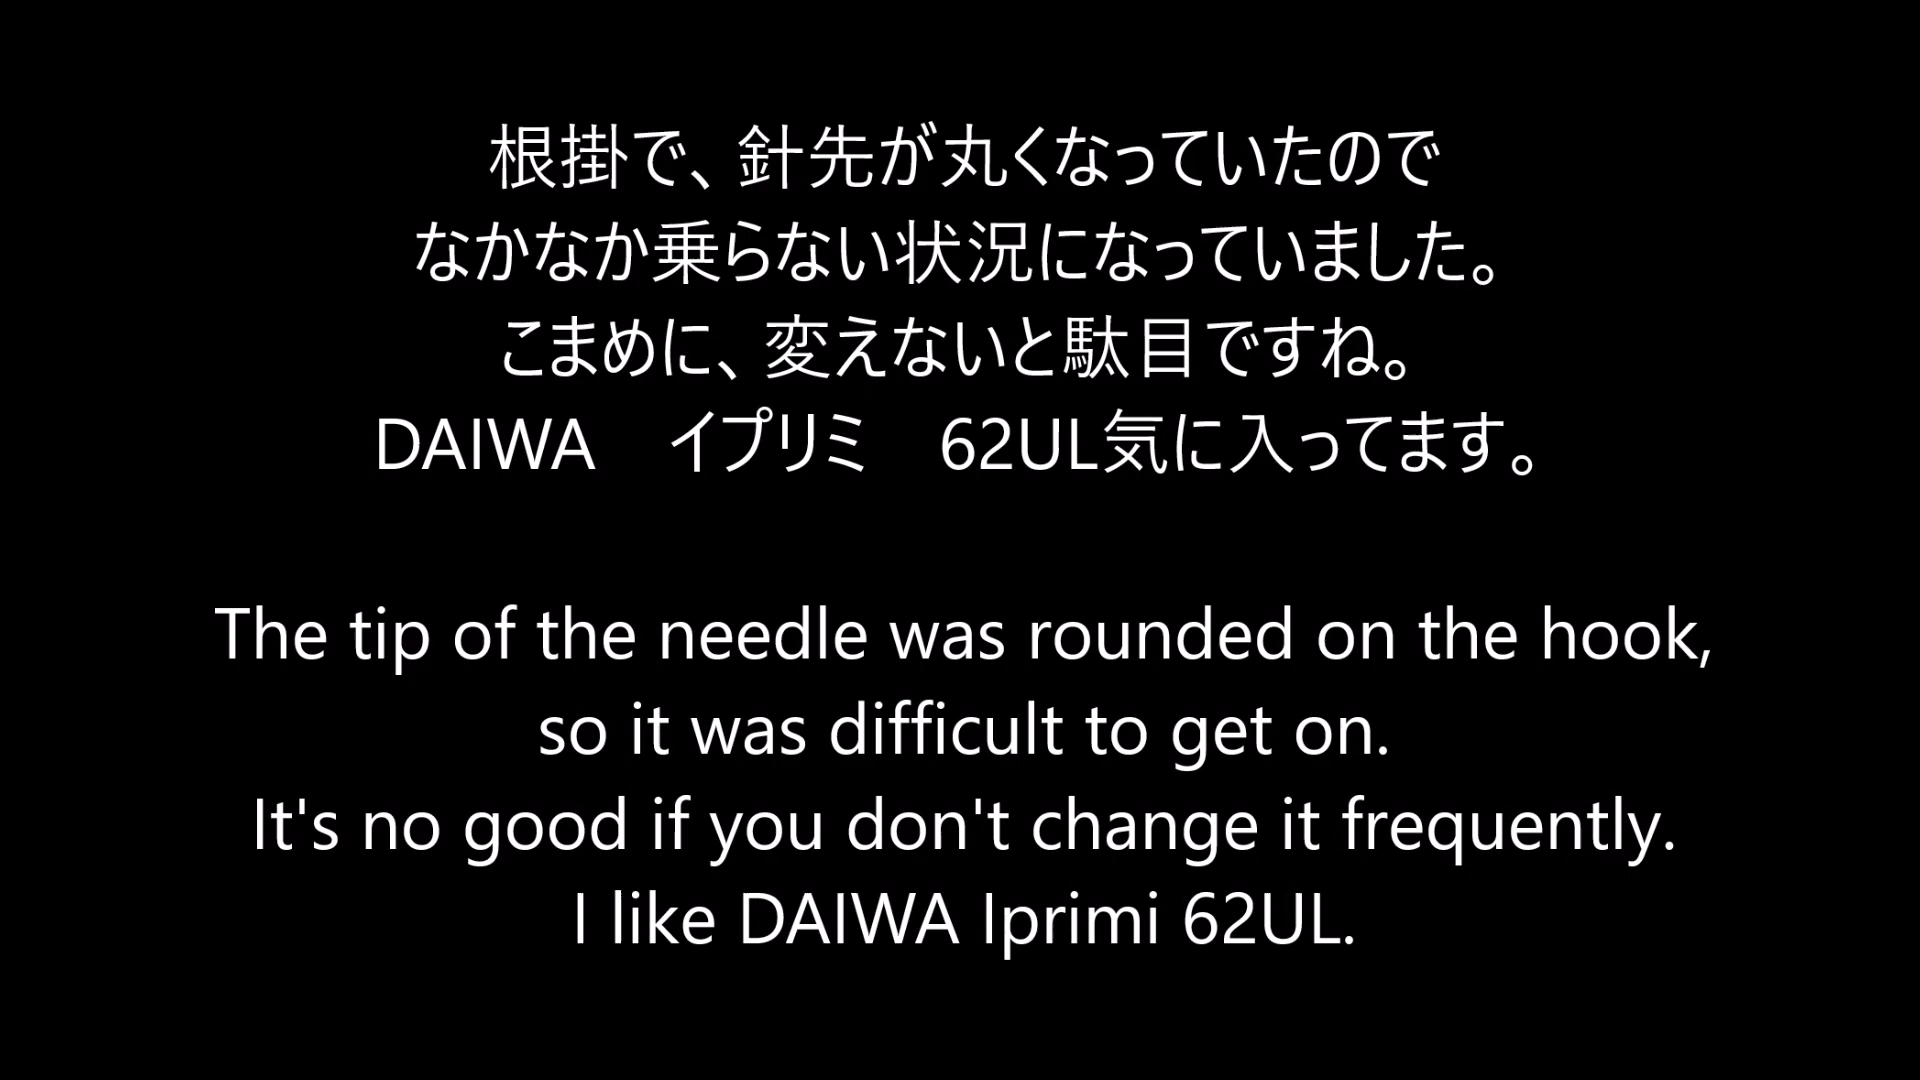 根掛で、針先が丸くなっていたので
なかなか乗らない状況になっていました。
こまめに、変えないと駄目ですね。
DAIWA　イプリミ　62UL気に入ってます。
The tip of the needle was rounded on the hook,
so it was difficult to get on.
It's no good if you don't change it frequently.
I like DAIWA Iprimi 62UL.